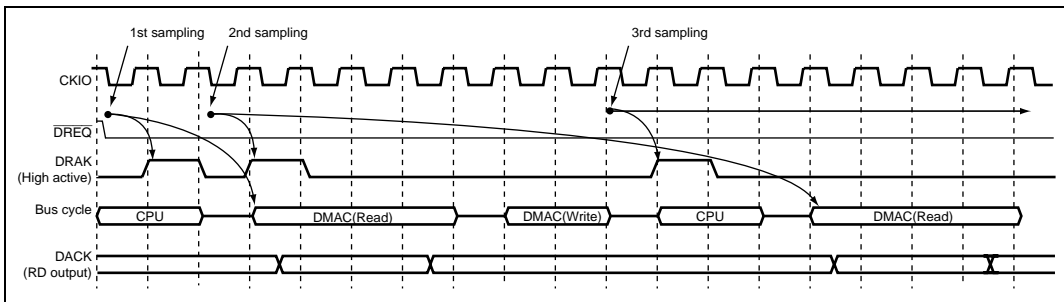 1st sampling 2nd sampling 3rd sampling
CKIO
DREQ
DRAK
(High active)
Bus cycle CPU DMAC(Read) DMAC(Write) CPU DMAC(Read)
DACK
(RD output)